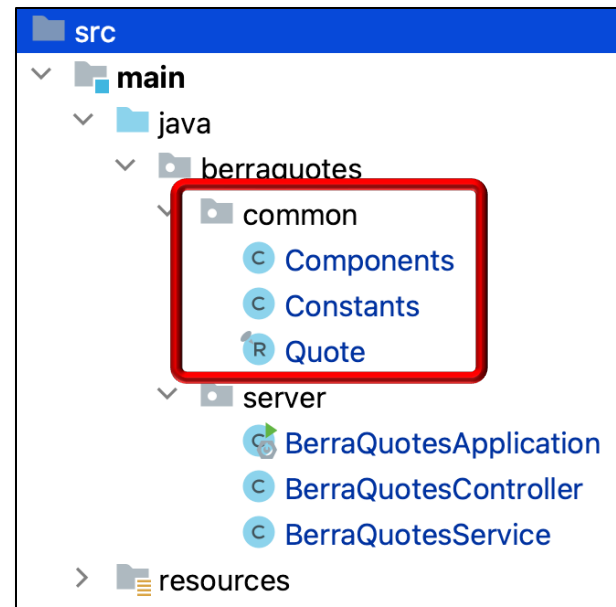 src
main
java
berraquotes
common
C Components
C Constants
R Quote
server
C BerraQuotesApplication
C BerraQuotesController
C BerraQuotesService
resources